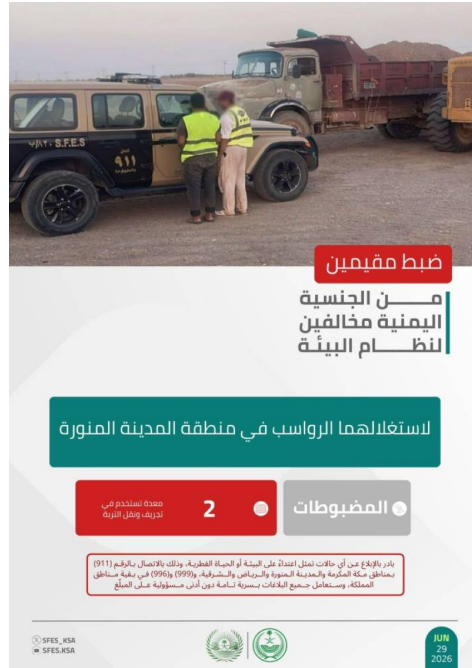 S.F.E.S
٩١١
ضبط مقيمين
من الجنسية
اليمنية مخالفين
لنظام البيئة
لاستغلالهما الرواسب في منطقة المدينة المنورة
المضبوطات
2
معدة تستخدم في
تجريف ونقل التربة
بادر بالإبلاغ عن أي حالات تمثل اعتداءً على البيئة أو الحياة الفطرية، وذلك بالاتصال بالرقم (911)
بمناطق مكة المكرمة والمدينة المنورة والرياض والشرقية، و(999) و(996) في بقية مناطق
المملكة، وستعامل جميع البلاغات بسرية تامة دون أدنى مسؤولية على المبلّغ
SFES_KSA
SFES.KSA
JUN
29
2026